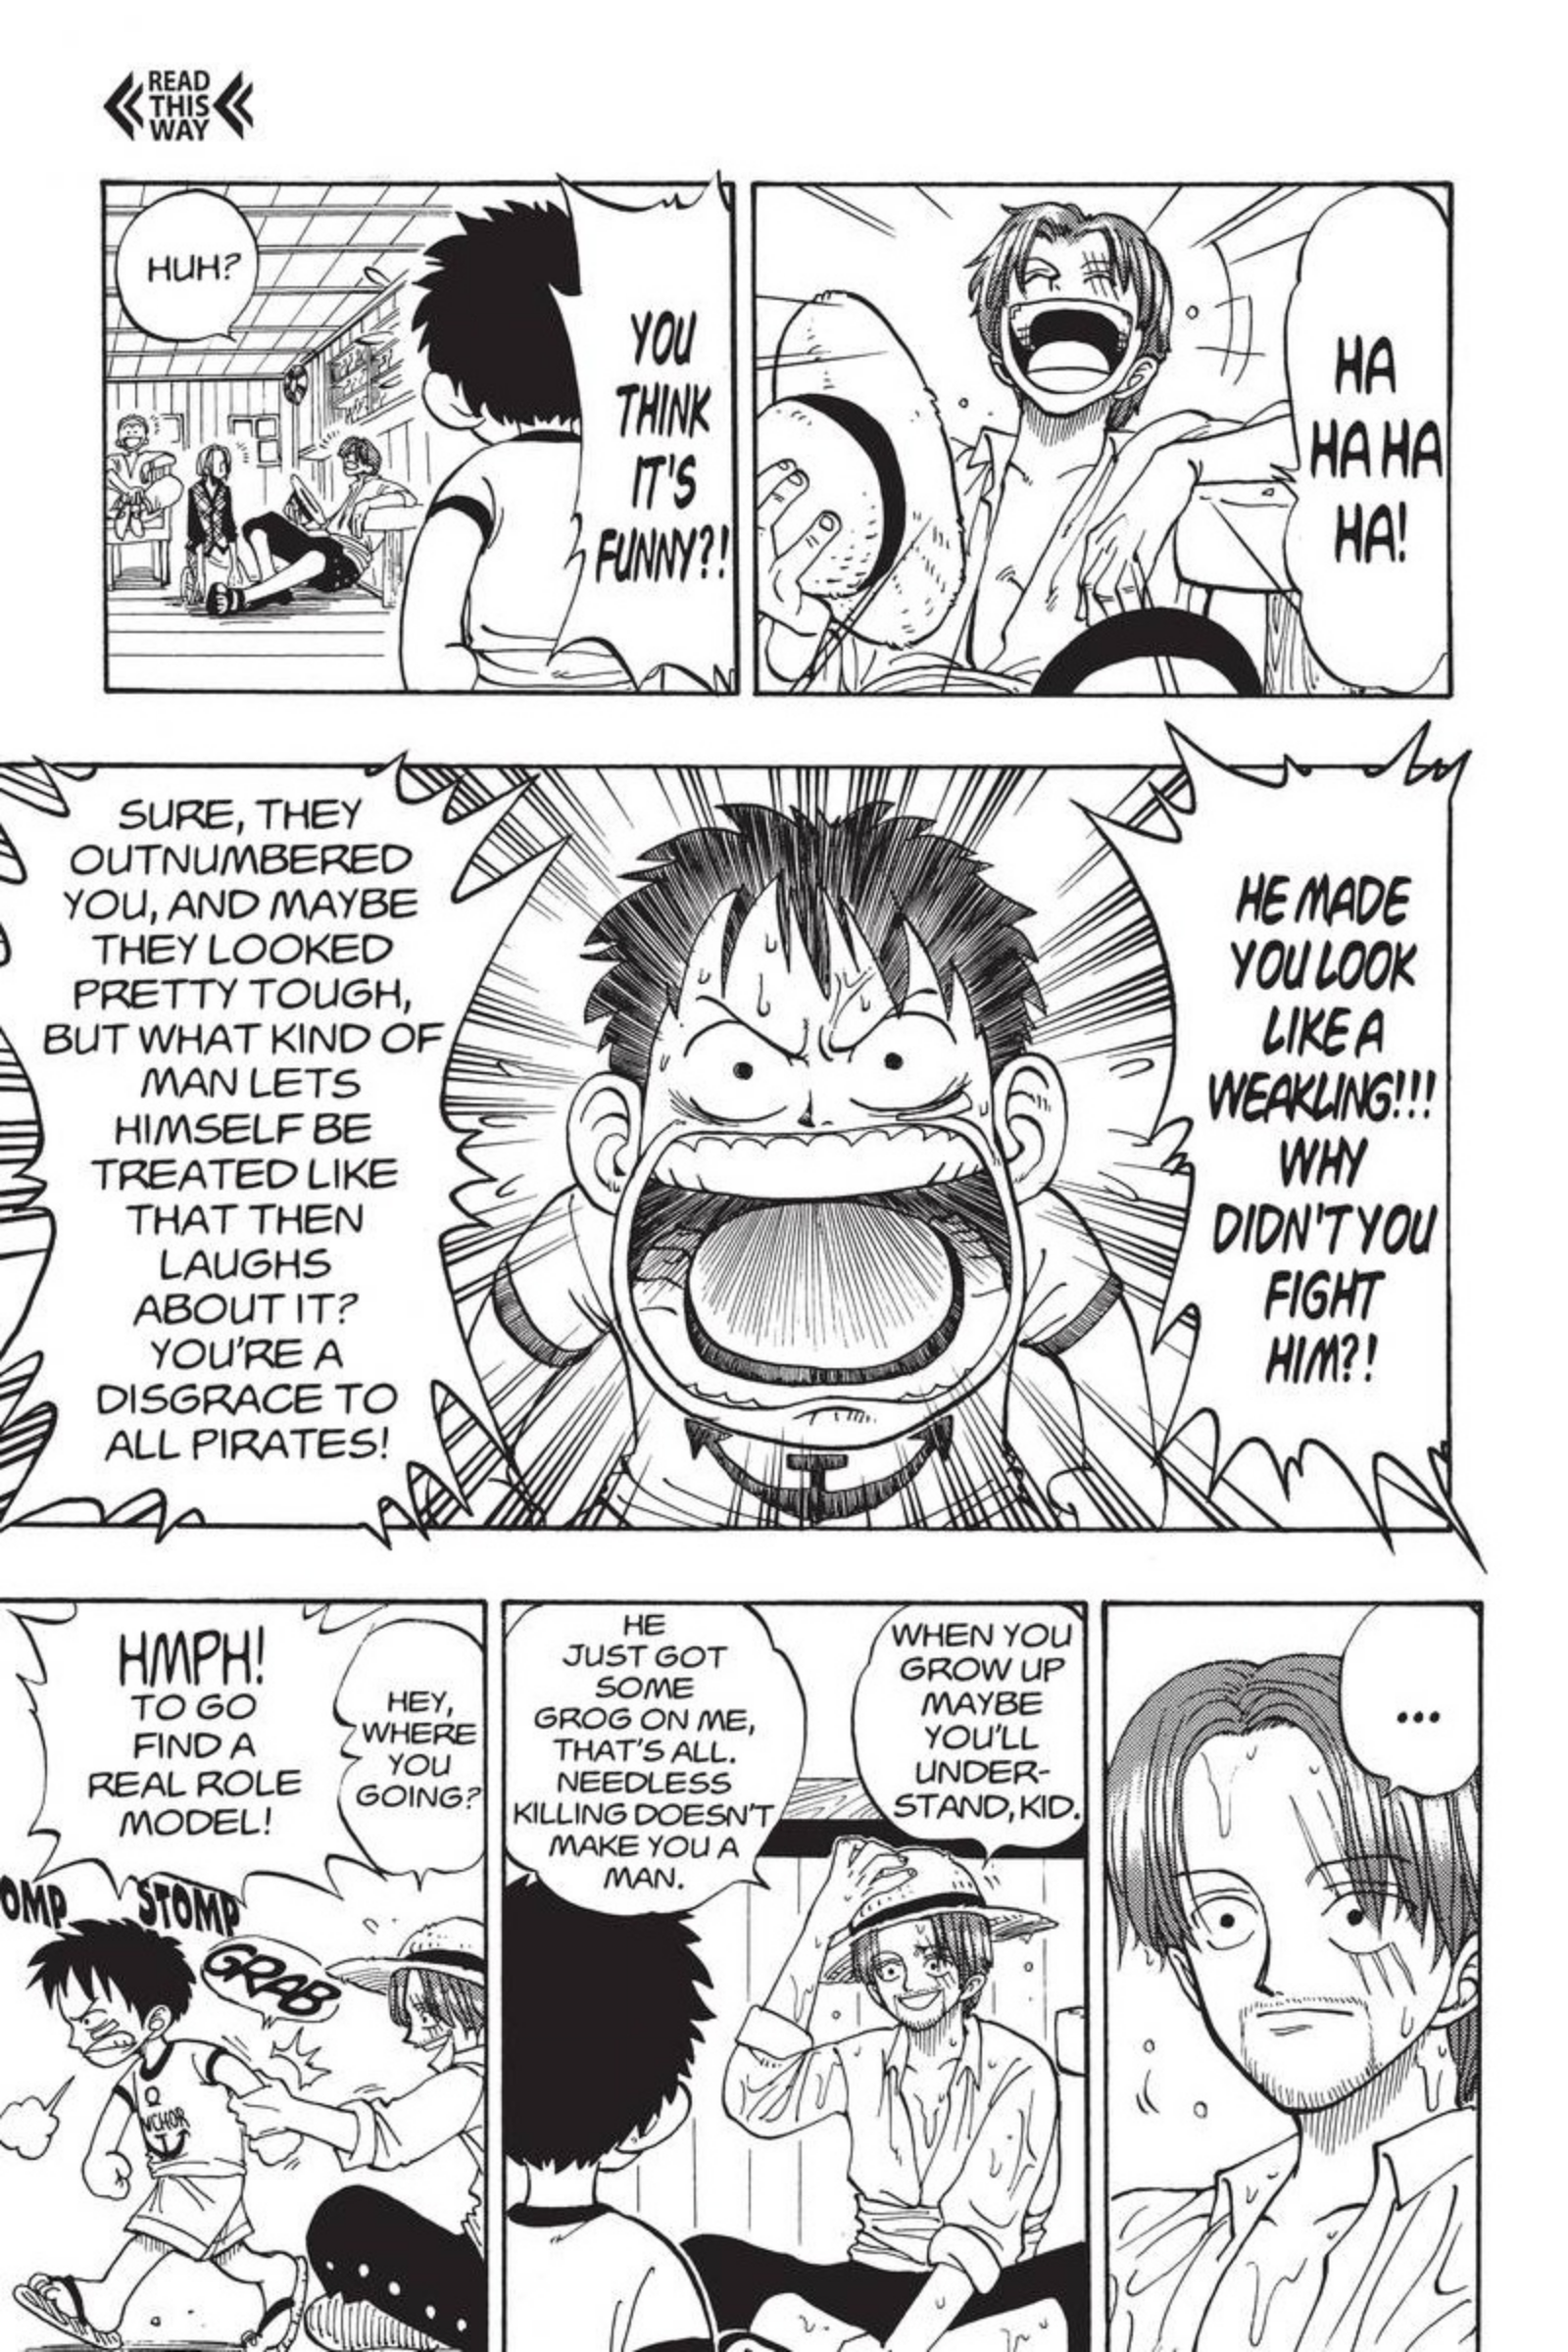 READ
THIS
WAY
HA
HA HA
HA!
YOU
THINK
IT'S
FUNNY?!
HUH?
HE MADE
YOU LOOK
LIKE A
WEAKLING!!!
WHY
DIDN'T YOU
FIGHT
HIM?!
SURE, THEY
OUTNUMBERED
YOU, AND MAYBE
THEY LOOKED
PRETTY TOUGH,
BUT WHAT KIND OF
MAN LETS
HIMSELF BE
TREATED LIKE
THAT THEN
LAUGHS
ABOUT IT?
YOU'RE A
DISGRACE TO
ALL PIRATES!
...
WHEN YOU
GROW UP
MAYBE
YOU'LL
UNDER-
STAND, KID.
HE
JUST GOT
SOME
GROG ON ME,
THAT'S ALL.
NEEDLESS
KILLING DOESN'T
MAKE YOU A
MAN.
HEY,
WHERE
YOU
GOING?
HMPH!
TO GO
FIND A
REAL ROLE
MODEL!
GRAB
STOMP
OMP
NCHOR